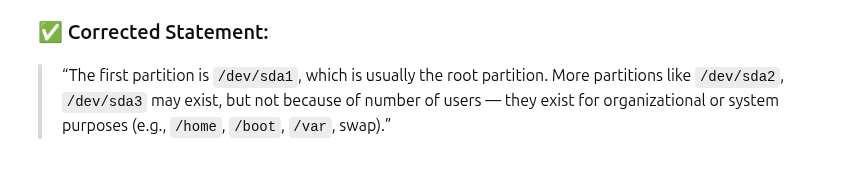 ✅ Corrected Statement:
“The first partition is /dev/sda1, which is usually the root partition. More partitions like /dev/sda2,
/dev/sda3 may exist, but not because of number of users — they exist for organizational or system
purposes (e.g., /home, /boot, /var, swap).”